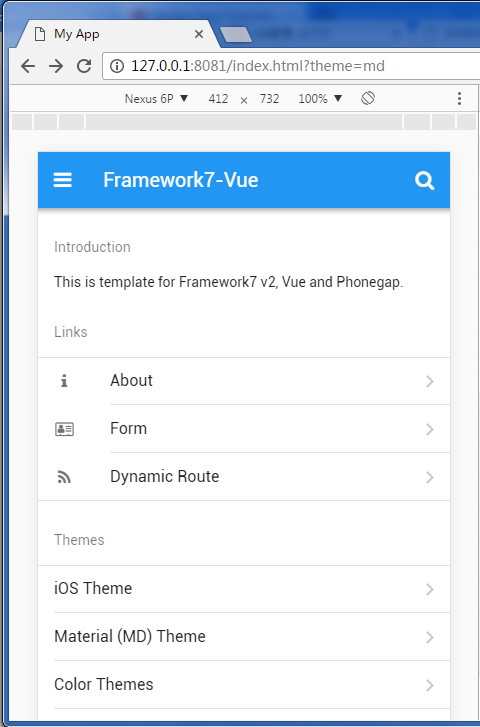 My App
127.0.0.1:8081/index.html?theme=md
Nexus 6P ▼ 412 × 732 100% ▼
Framework7-Vue
Introduction
This is template for Framework7 v2, Vue and Phonegap.
Links
About
Form
Dynamic Route
Themes
iOS Theme
Material (MD) Theme
Color Themes